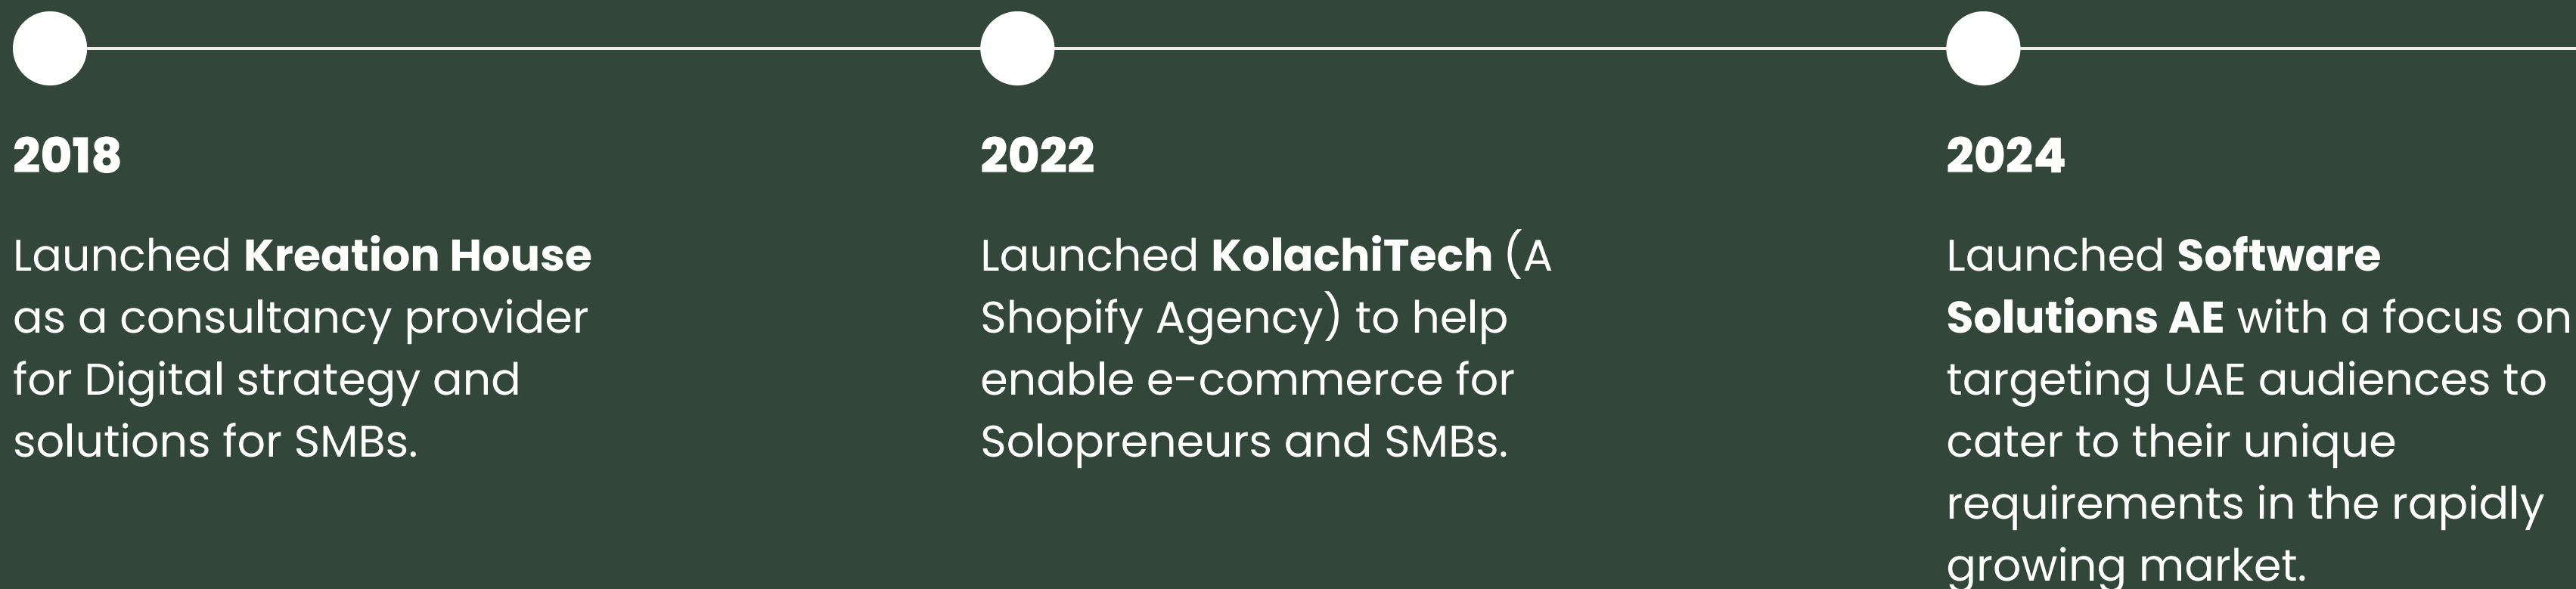 2018
Launched Kreation House
as a consultancy provider
for Digital strategy and
solutions for SMBs.
2022
Launched KolachiTech (A
Shopify Agency) to help
enable e-commerce for
Solopreneurs and SMBs.
2024
Launched Software
Solutions AE with a focus on
targeting UAE audiences to
cater to their unique
requirements in the rapidly
growing market.